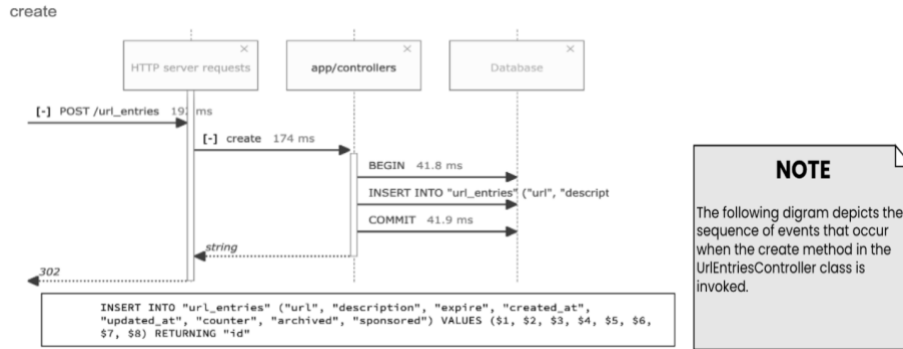 create
HTTP server requests
app/controllers
Database
[-] POST /url_entries ms
[-] create 174 ms
BEGIN 41.8 ms
INSERT INTO "url_entries" ("url", "descript
COMMIT 41.9 ms
string
302
INSERT INTO "url_entries" ("url", "description", "expire", "created_at",
"updated_at", "counter", "archived", "sponsored") VALUES ($1, $2, $3, $4, $5, $6,
$7, $8) RETURNING "id"
NOTE
The following digram depicts the
sequence of events that occur
when the create method in the
UrlEntriesController class is
invoked.